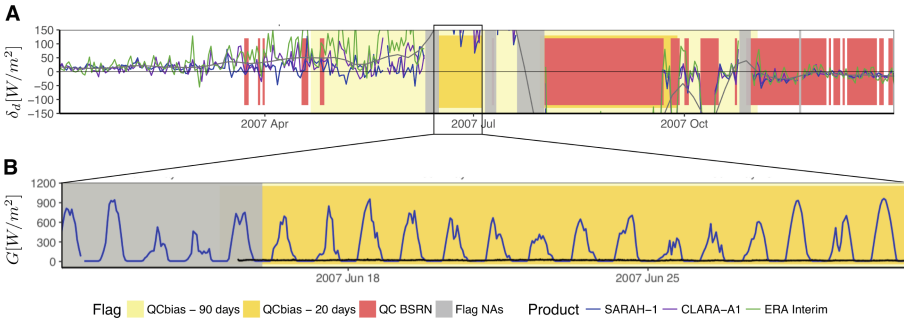 A
150
100
50
0
−50
−100
−150
δd[W/m²]
2007 Apr
2007 Jul
2007 Oct
B
1200
900
600
300
0
G[W/m²]
2007 Jun 18
2007 Jun 25
Flag QCbias − 90 days QCbias − 20 days QC BSRN Flag NAs Product SARAH−1 CLARA−A1 ERA Interim